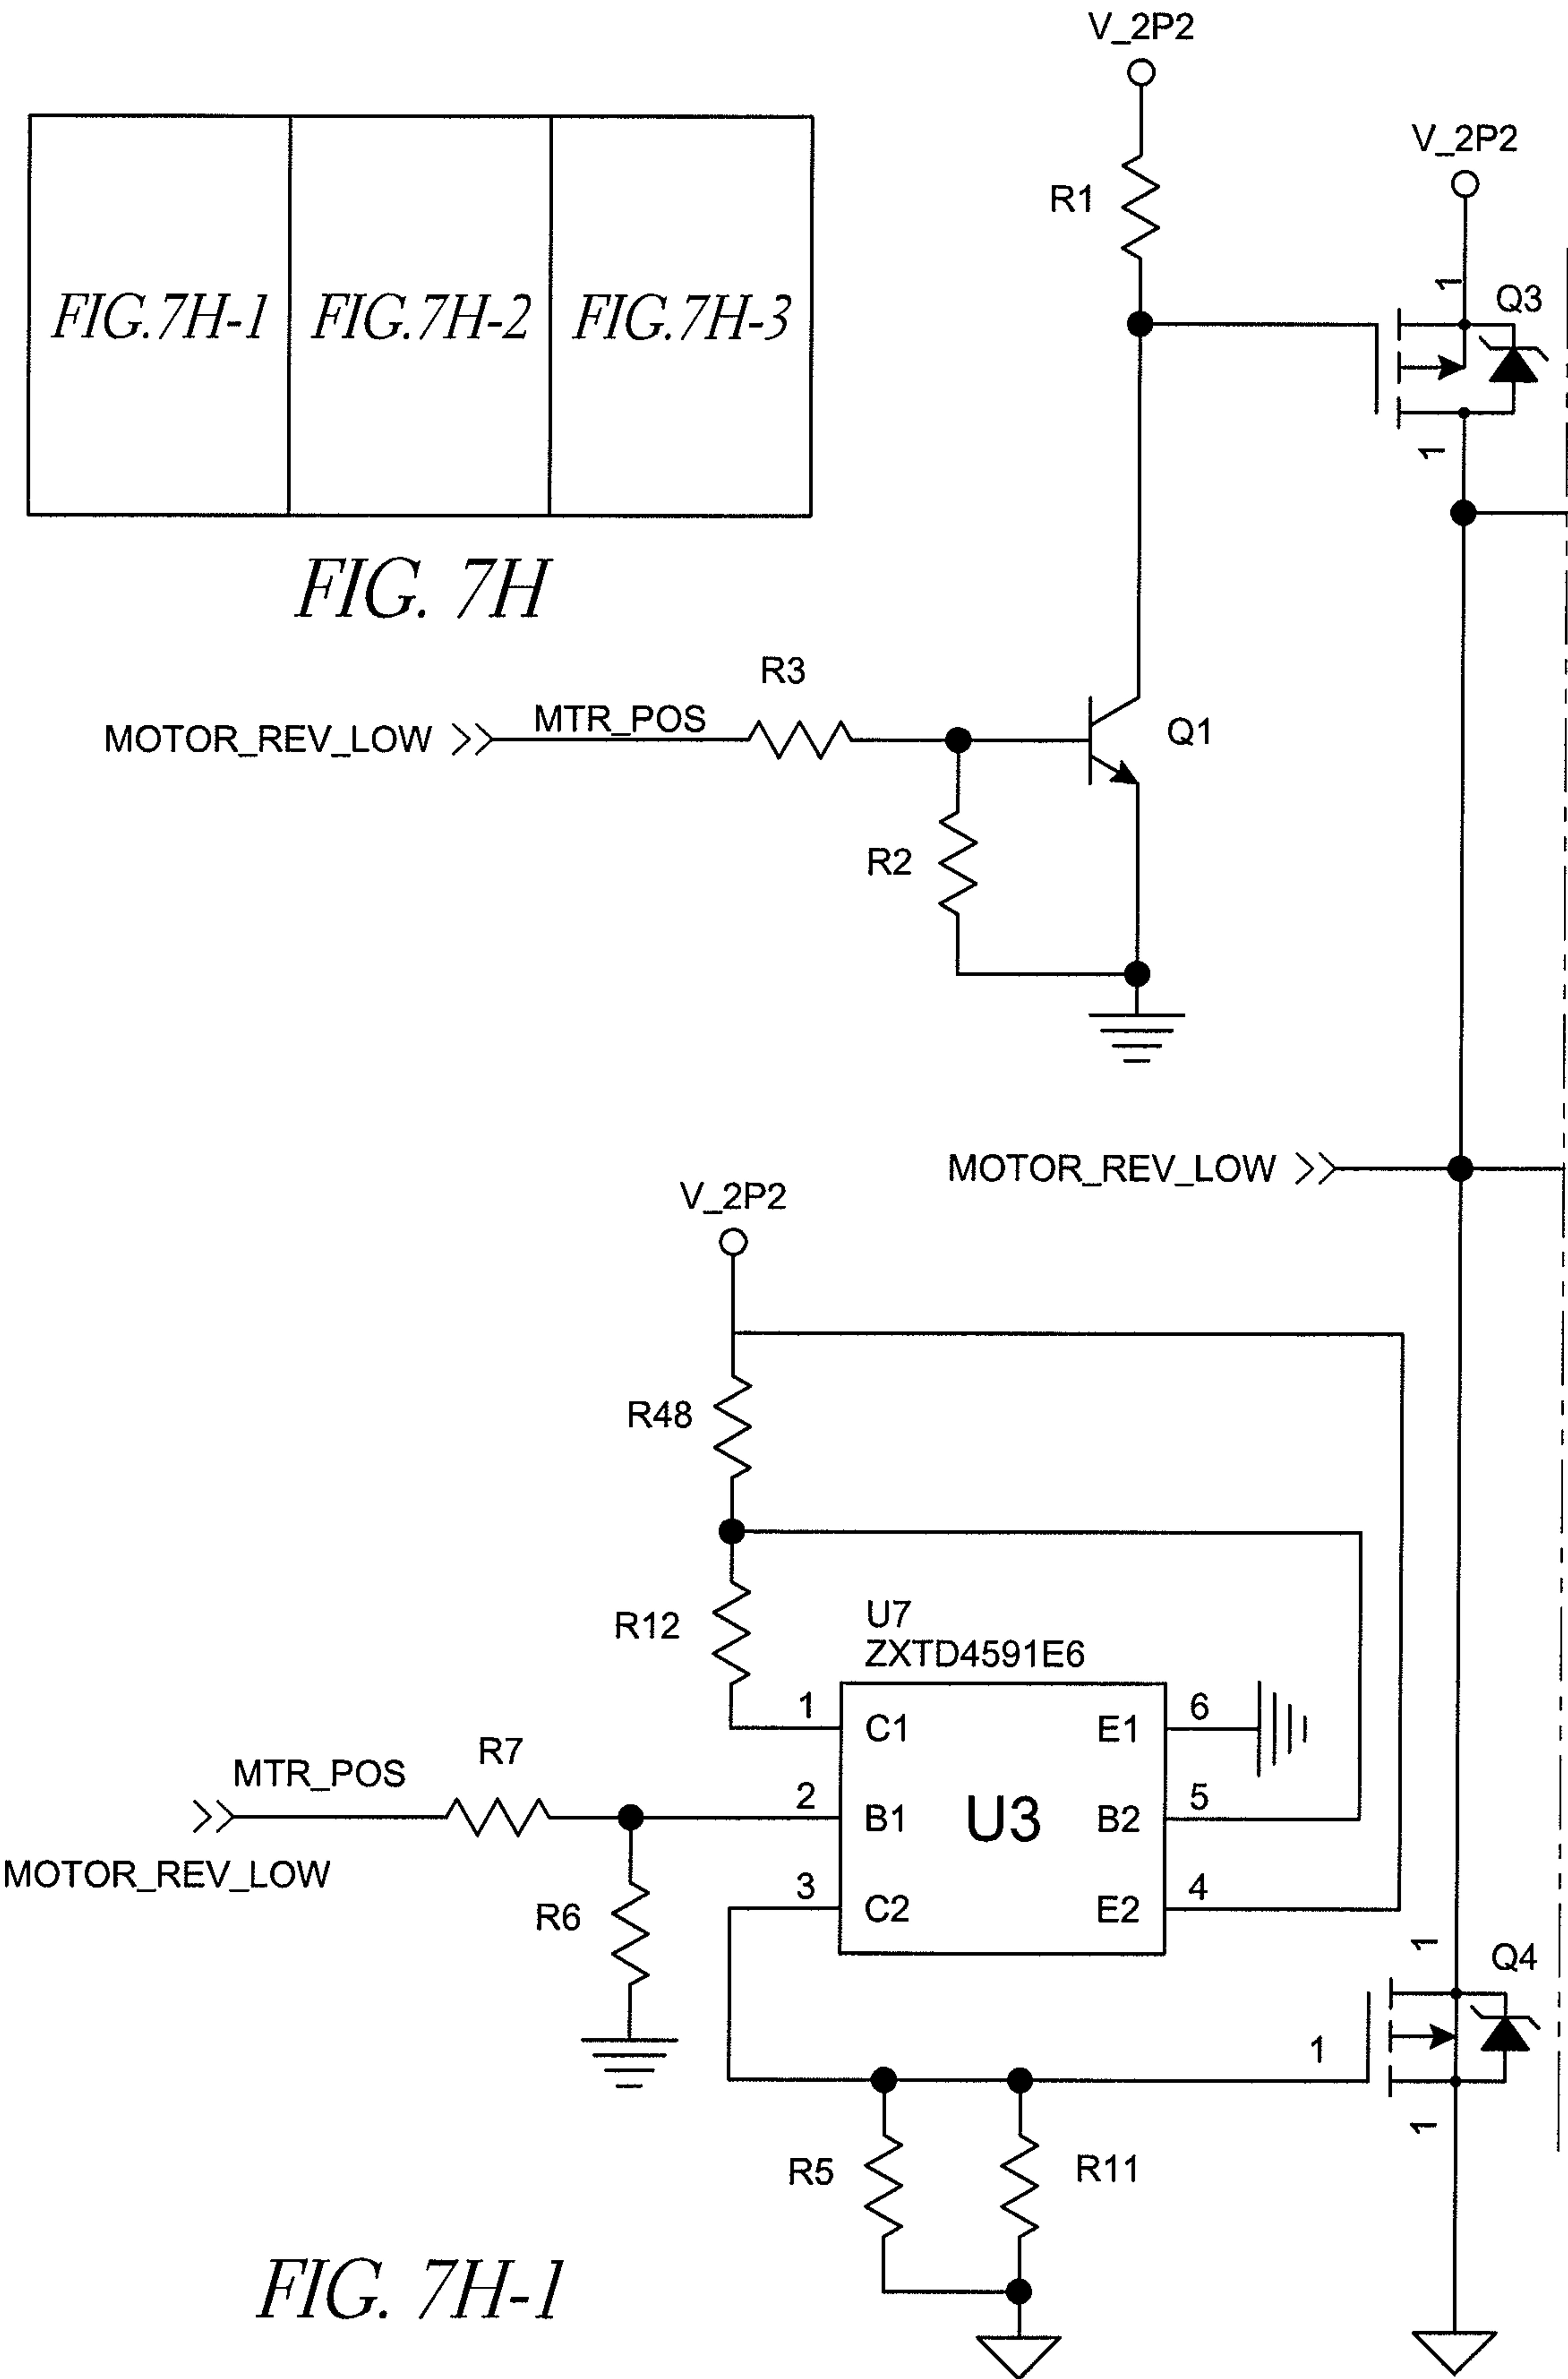 V_2P2
V_2P2
R1
1
Q3
1
FIG.7H-1 FIG.7H-2 FIG.7H-3
FIG. 7H
R3
MOTOR_REV_LOW MTR_POS
Q1
R2
MOTOR_REV_LOW
V_2P2
R48
R12
U7
ZXTD4591E6
1 C1 E1 6
MTR_POS R7
2 B1 U3 B2 5
MOTOR_REV_LOW
3 C2 E2 4
R6
1
Q4
1
1
R5 R11
FIG. 7H-1